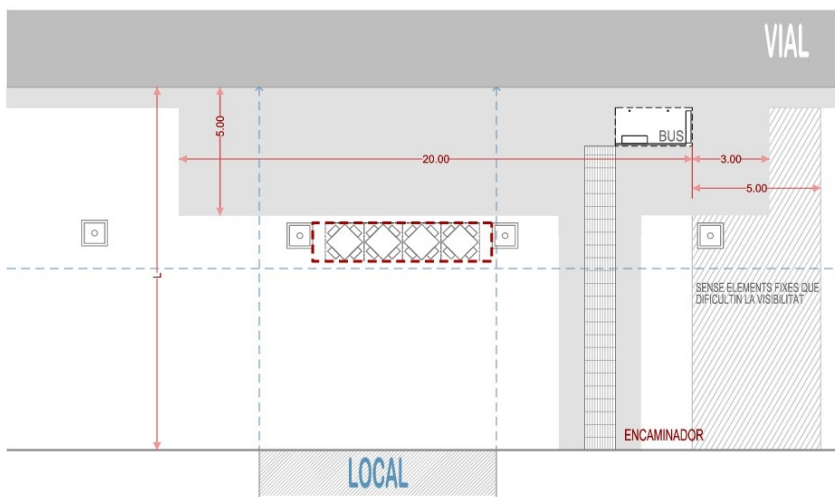 VIAL
5.00
BUS
20.00
3.00
5.00
L
SENSE ELEMENTS FIXES QUE
DIFICULTIN LA VISIBILITAT
ENCAMINADOR
LOCAL